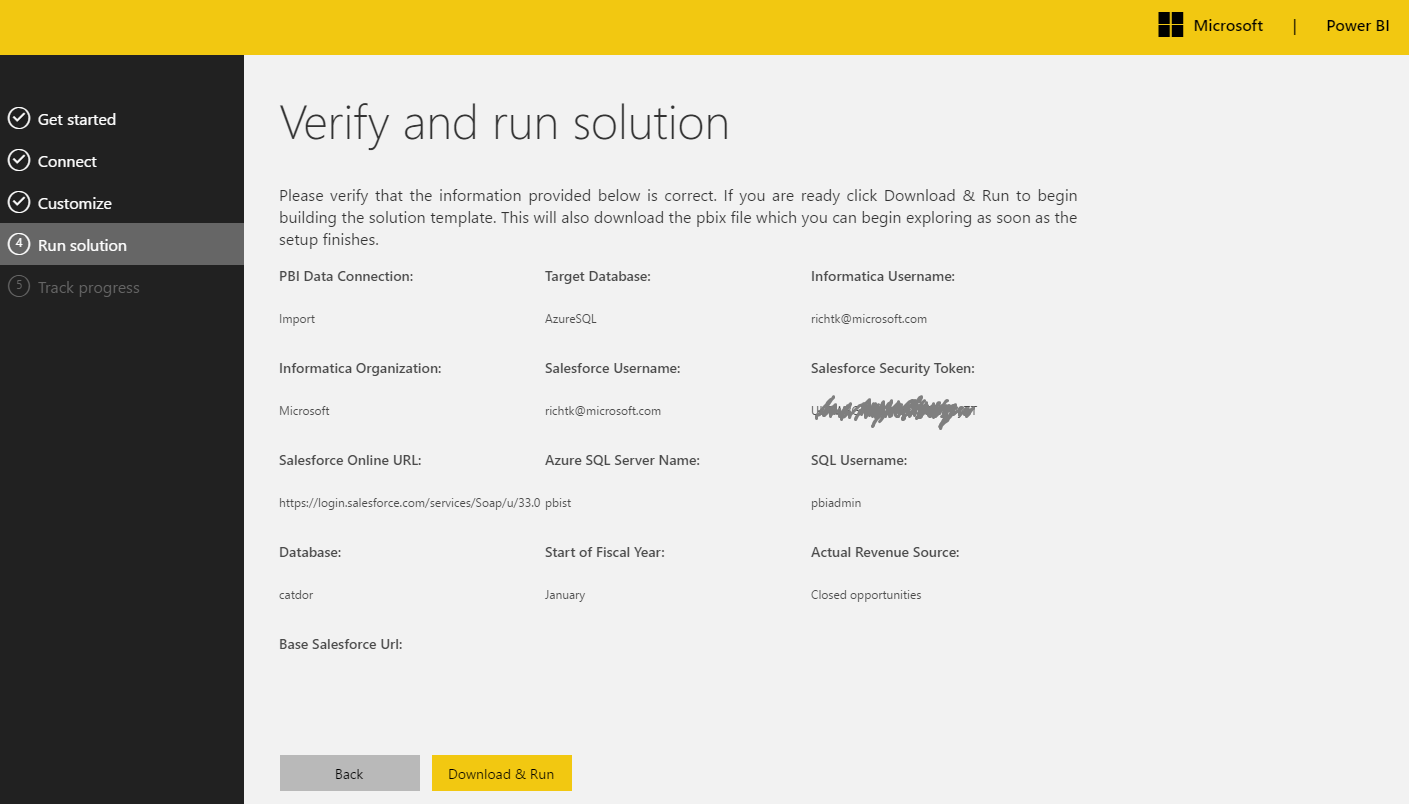 Microsoft | Power BI
Get started
Connect
Customize
4 Run solution
5 Track progress
Verify and run solution
Please verify that the information provided below is correct. If you are ready click Download & Run to begin
building the solution template. This will also download the pbix file which you can begin exploring as soon as the
setup finishes.
PBI Data Connection: Target Database: Informatica Username:
Import AzureSQL richtk@microsoft.com
Informatica Organization: Salesforce Username: Salesforce Security Token:
Microsoft richtk@microsoft.com
Salesforce Online URL: Azure SQL Server Name: SQL Username:
https://login.salesforce.com/services/Soap/u/33.0 pbist pbiadmin
Database: Start of Fiscal Year: Actual Revenue Source:
catdor January Closed opportunities
Base Salesforce Url:
Back Download & Run